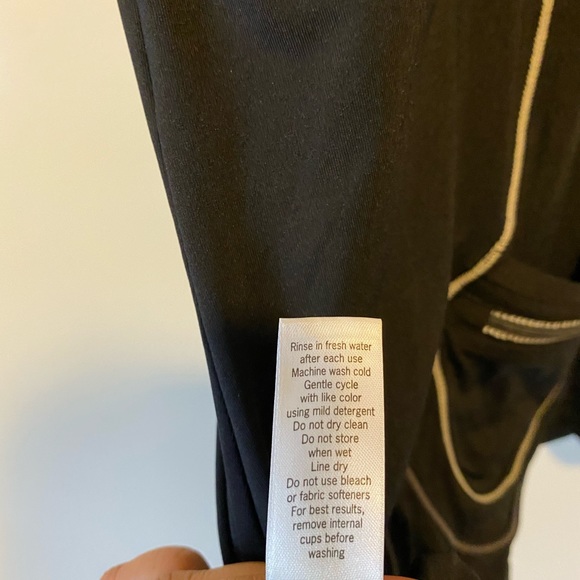 Rinse in fresh water
after each use
Machine wash cold
Gentle cycle
with like color
using mild detergent
Do not dry clean
Do not store
when wet
Line dry
Do not use bleach
or fabric softeners
For best results,
remove internal
cups before
washing